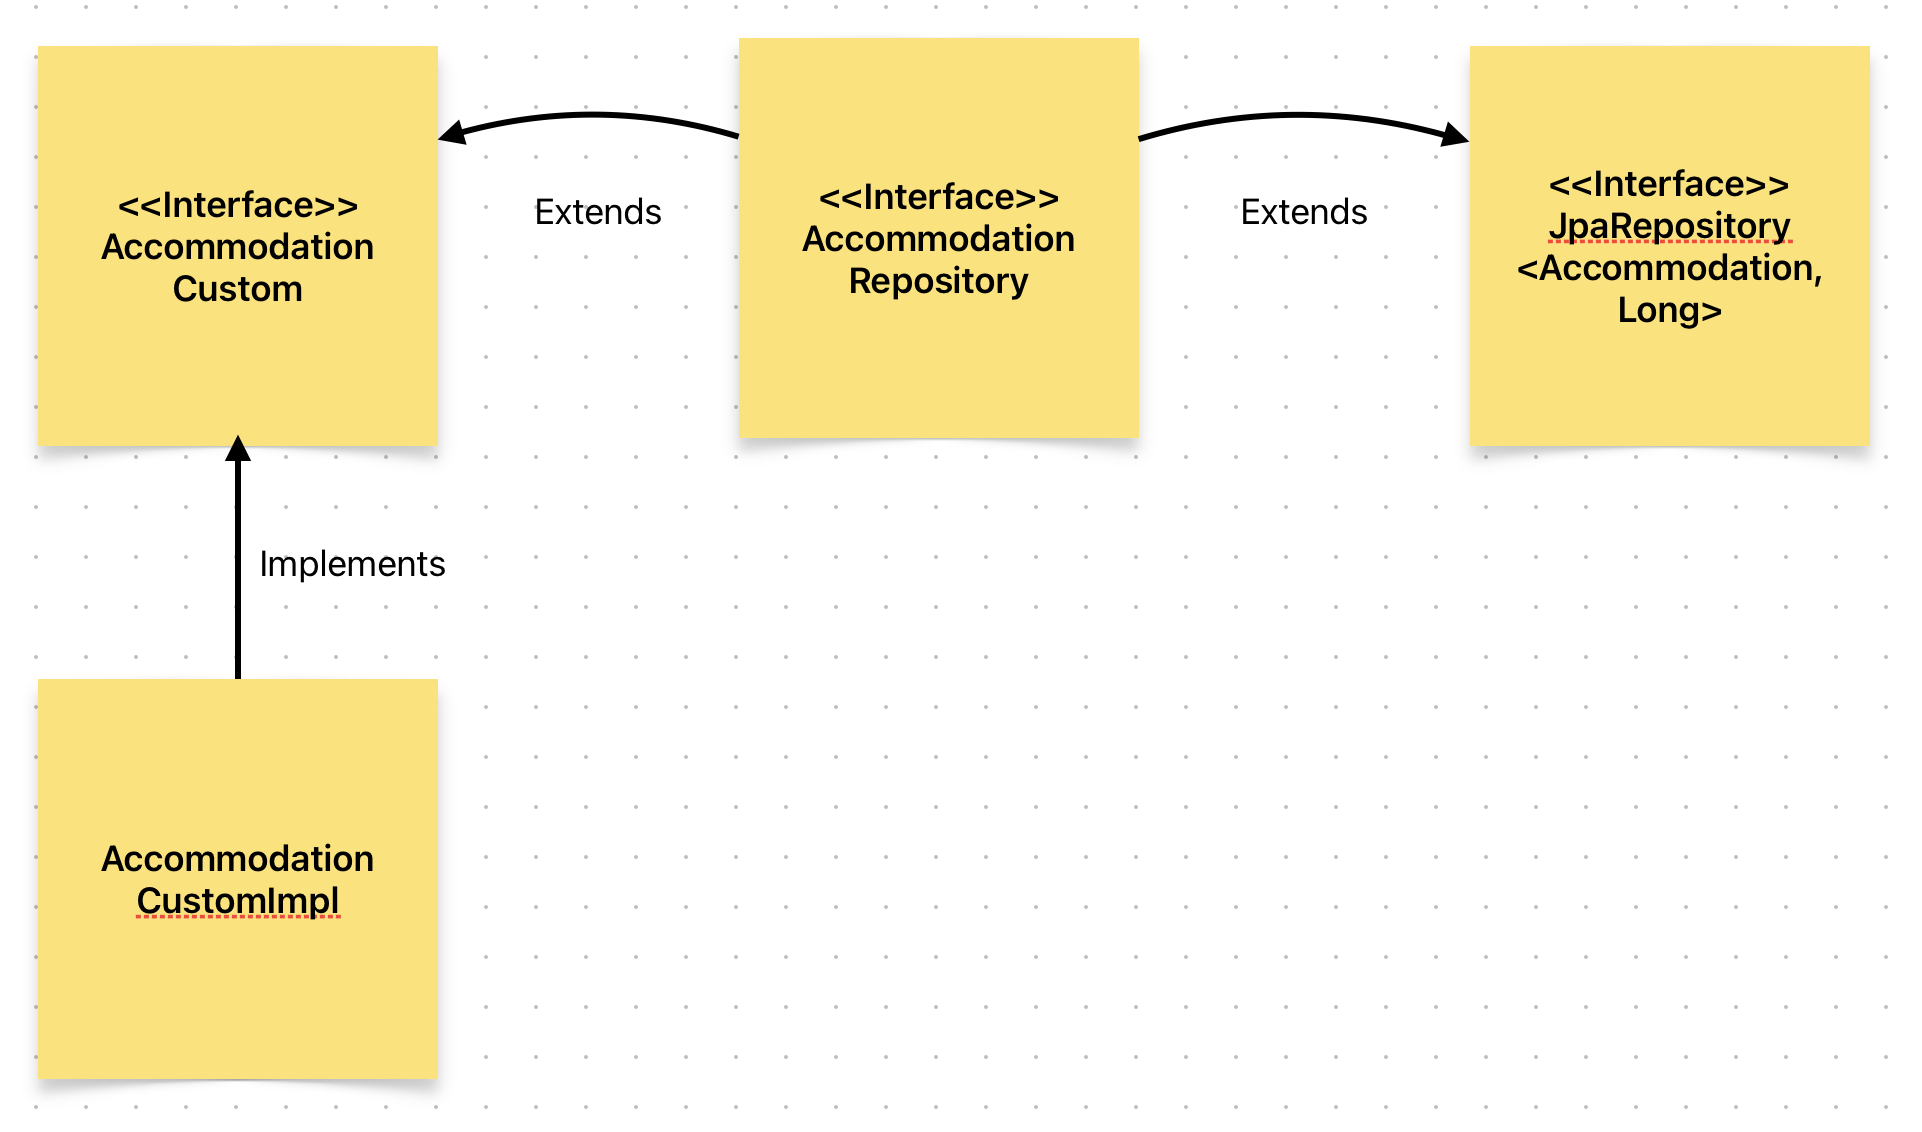 <<Interface>>
Accommodation
Custom
Extends
<<Interface>>
Accommodation
Repository
Extends
<<Interface>>
JpaRepository
<Accommodation,
Long>
Implements
Accommodation
CustomImpl